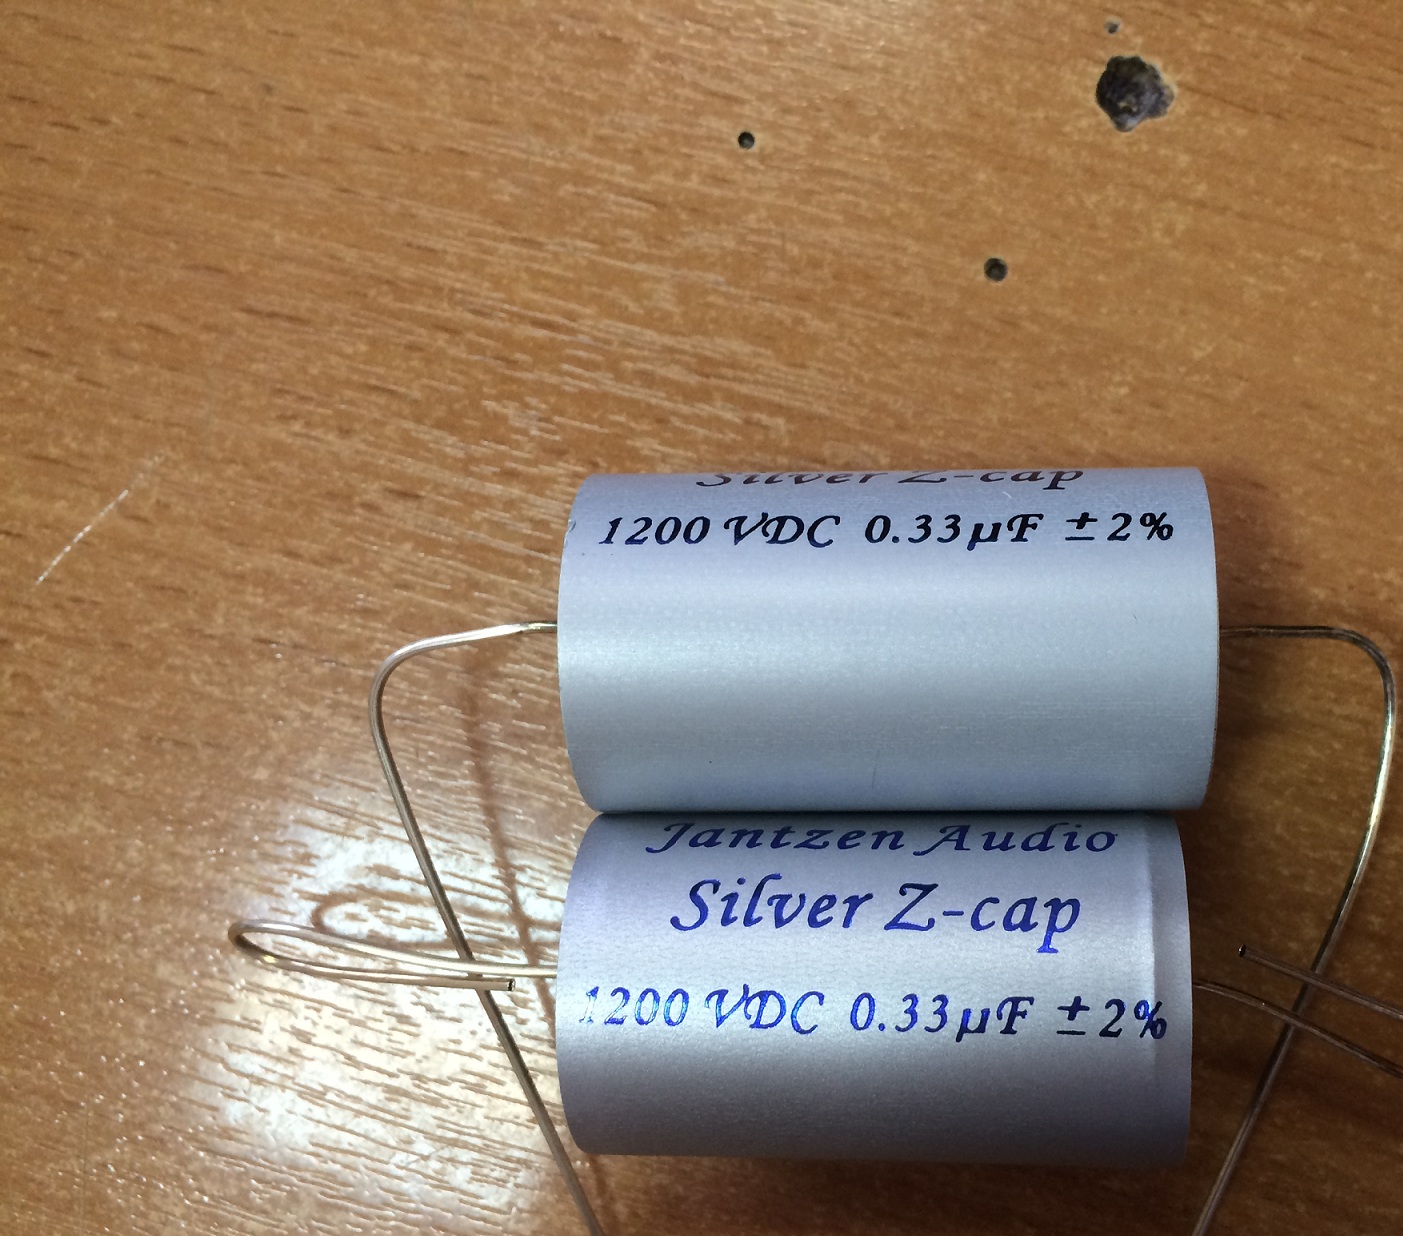 Silver Z-cap
1200 VDC 0.33µF ±2%
Jantzen Audio
Silver Z-cap
1200 VDC 0.33µF ±2%